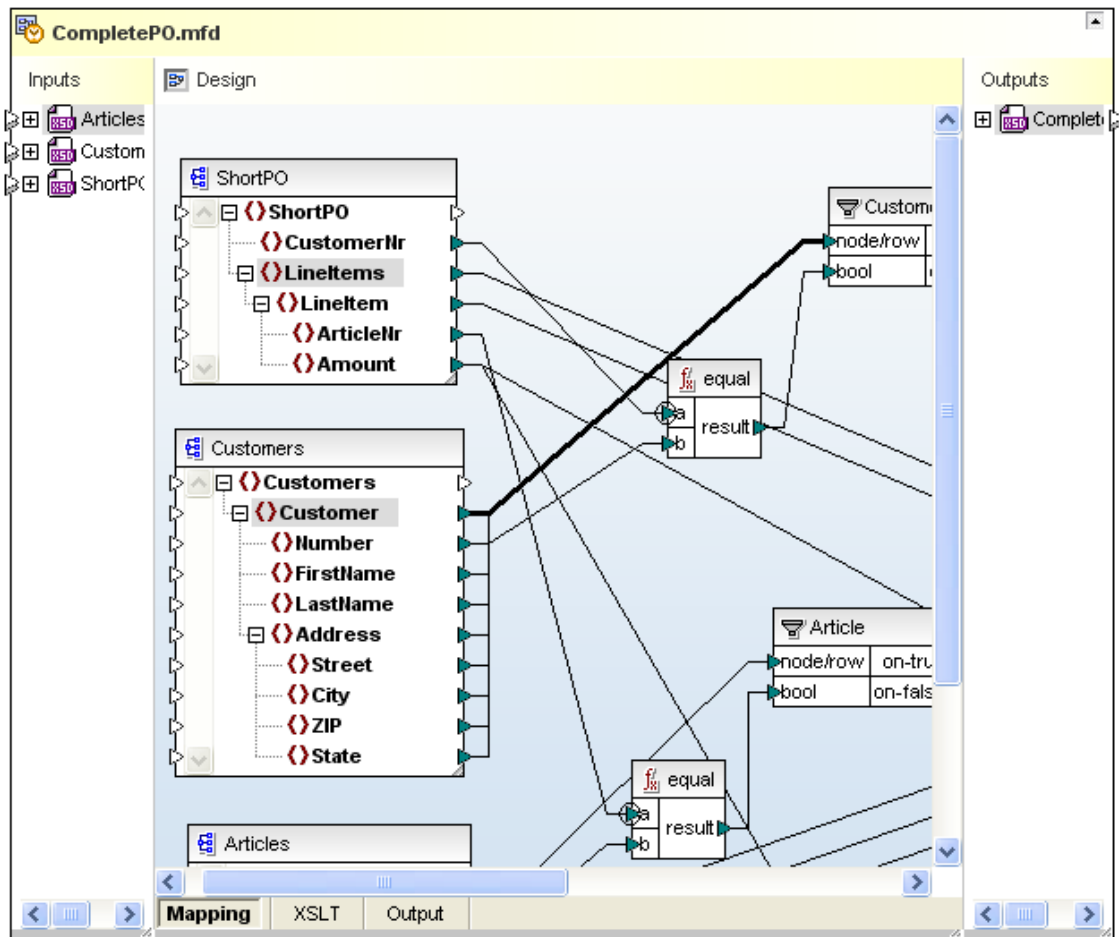 CompletePO.mfd
Inputs
Articles
Custom
ShortP(
Design
ShortPO
ShortPO
CustomerNr
LineItems
LineItem
ArticleNr
Amount
Customers
Customers
Customer
Number
FirstName
LastName
Address
Street
City
ZIP
State
Articles
Custom
node/row
bool
equal
a
b
result
Article
node/row on-tru
bool on-fals
equal
a
b
result
Mapping XSLT Output
Outputs
Complet